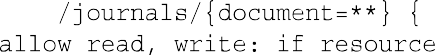 /journals/{document=**} {
allow read, write: if resource